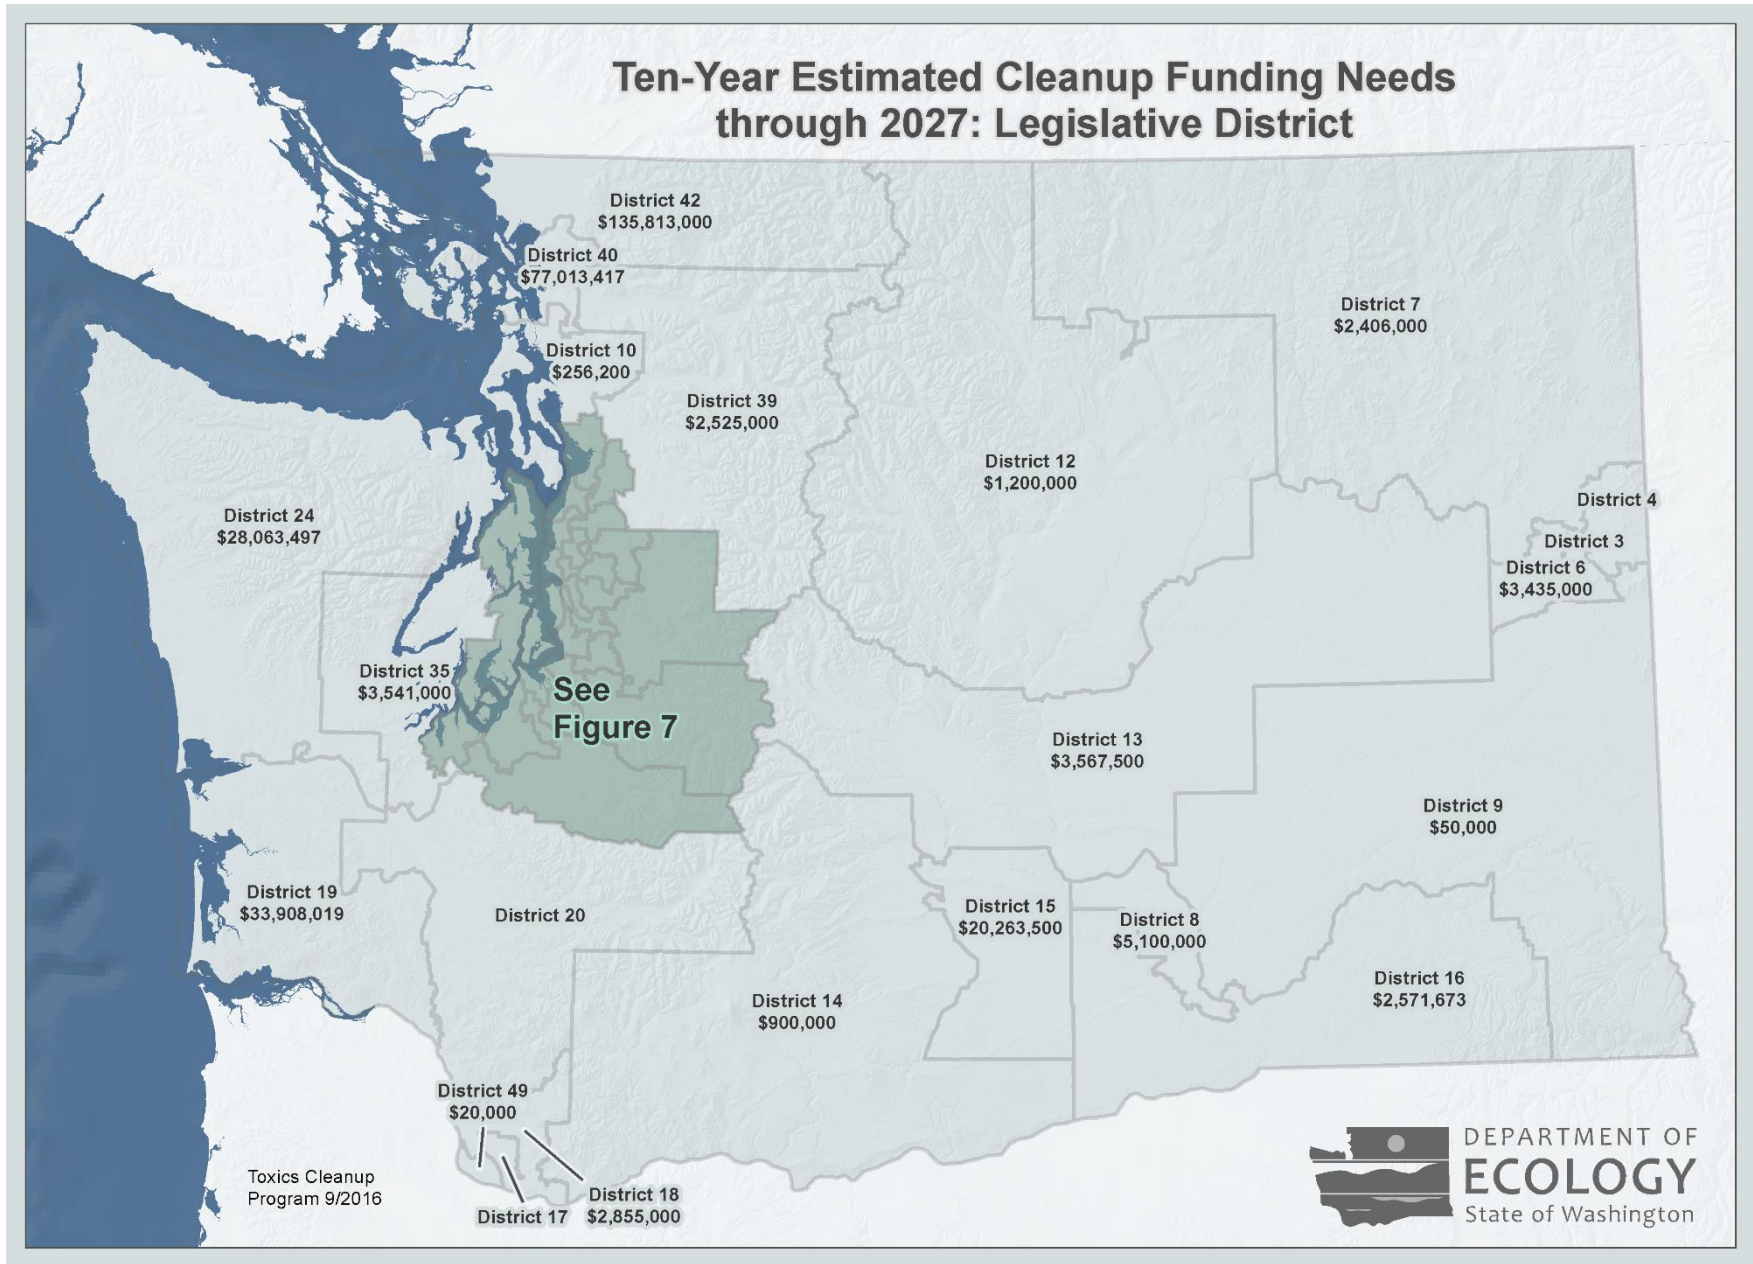 Ten-Year Estimated Cleanup Funding Needs
through 2027: Legislative District
District 42
$135,813,000
District 40
$77,013,417
District 7
$2,406,000
District 10
$256,200
District 39
$2,525,000
District 12
$1,200,000
District 4
District 24
$28,063,497
District 3
District 6
$3,435,000
District 35
$3,541,000
See
Figure 7
District 13
$3,567,500
District 9
$50,000
District 19
$33,908,019
District 20
District 15
$20,263,500
District 8
$5,100,000
District 16
$2,571,673
District 14
$900,000
District 49
$20,000
District 17
District 18
$2,855,000
Toxics Cleanup
Program 9/2016
DEPARTMENT OF
ECOLOGY
State of Washington